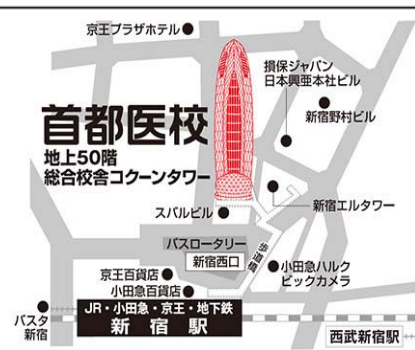 京王プラザホテル
損保ジャパン
日本興亜本社ビル
新宿野村ビル
首都医校
地上50階
総合校舎コクーンタワー
新宿エルタワー
スバルビル
バスロータリー
歩道橋
新宿西口
小田急ハルク
ビックカメラ
京王百貨店
小田急百貨店
JR・小田急・京王・地下鉄
新宿駅
バスタ
新宿
西武新宿駅